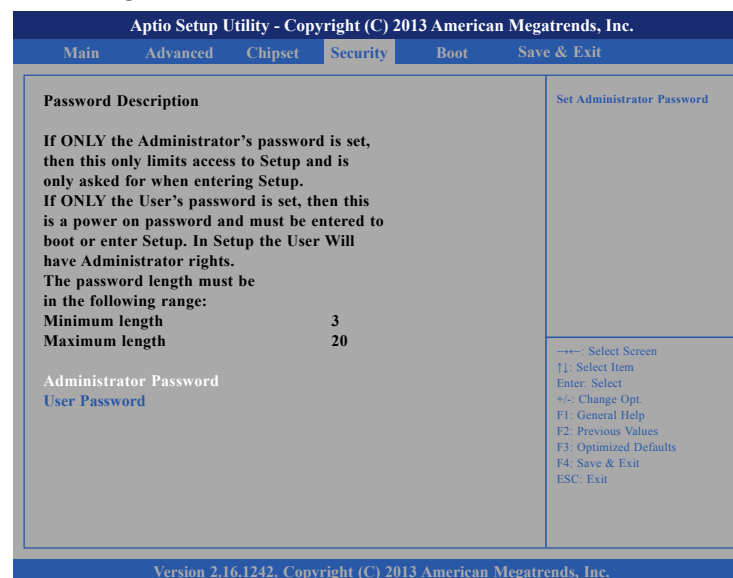 Aptio Setup Utility - Copyright (C) 2013 American Megatrends, Inc.
Main Advanced Chipset Security Boot Save & Exit
Password Description
If ONLY the Administrator's password is set,
then this only limits access to Setup and is
only asked for when entering Setup.
If ONLY the User's password is set, then this
is a power on password and must be entered to
boot or enter Setup. In Setup the User Will
have Administrator rights.
The password length must be
in the following range:
Minimum length 3
Maximum length 20
Administrator Password
User Password
Set Administrator Password
→←: Select Screen
↑↓: Select Item
Enter: Select
+/-: Change Opt.
F1: General Help
F2: Previous Values
F3: Optimized Defaults
F4: Save & Exit
ESC: Exit
Version 2.16.1242. Copyright (C) 2013 American Megatrends, Inc.